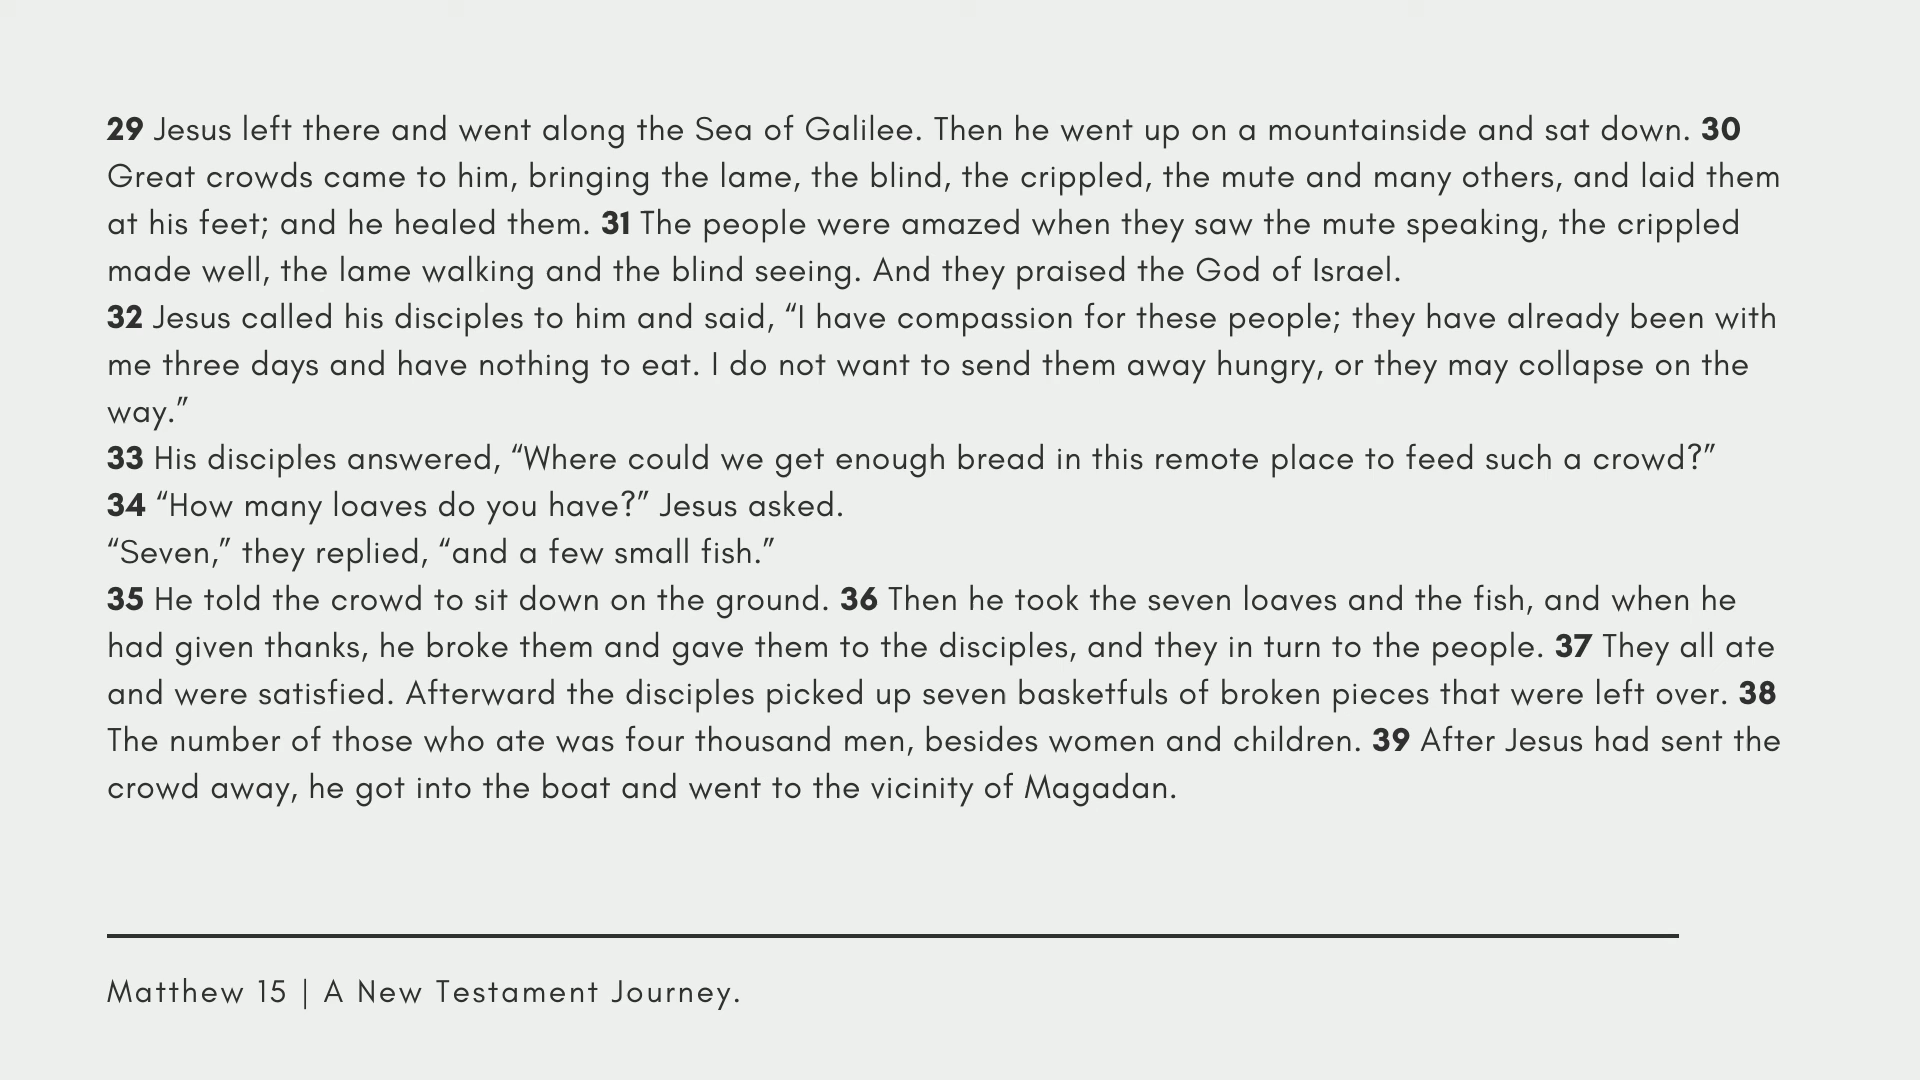 29 Jesus left there and went along the Sea of Galilee. Then he went up on a mountainside and sat down. 30
Great crowds came to him, bringing the lame, the blind, the crippled, the mute and many others, and laid them
at his feet; and he healed them. 31 The people were amazed when they saw the mute speaking, the crippled
made well, the lame walking and the blind seeing. And they praised the God of Israel.
32 Jesus called his disciples to him and said, “I have compassion for these people; they have already been with
me three days and have nothing to eat. I do not want to send them away hungry, or they may collapse on the
way.”
33 His disciples answered, “Where could we get enough bread in this remote place to feed such a crowd?”
34 “How many loaves do you have?” Jesus asked.
“Seven,” they replied, “and a few small fish.”
35 He told the crowd to sit down on the ground. 36 Then he took the seven loaves and the fish, and when he
had given thanks, he broke them and gave them to the disciples, and they in turn to the people. 37 They all ate
and were satisfied. Afterward the disciples picked up seven basketfuls of broken pieces that were left over. 38
The number of those who ate was four thousand men, besides women and children. 39 After Jesus had sent the
crowd away, he got into the boat and went to the vicinity of Magadan.
Matthew 15 | A New Testament Journey.